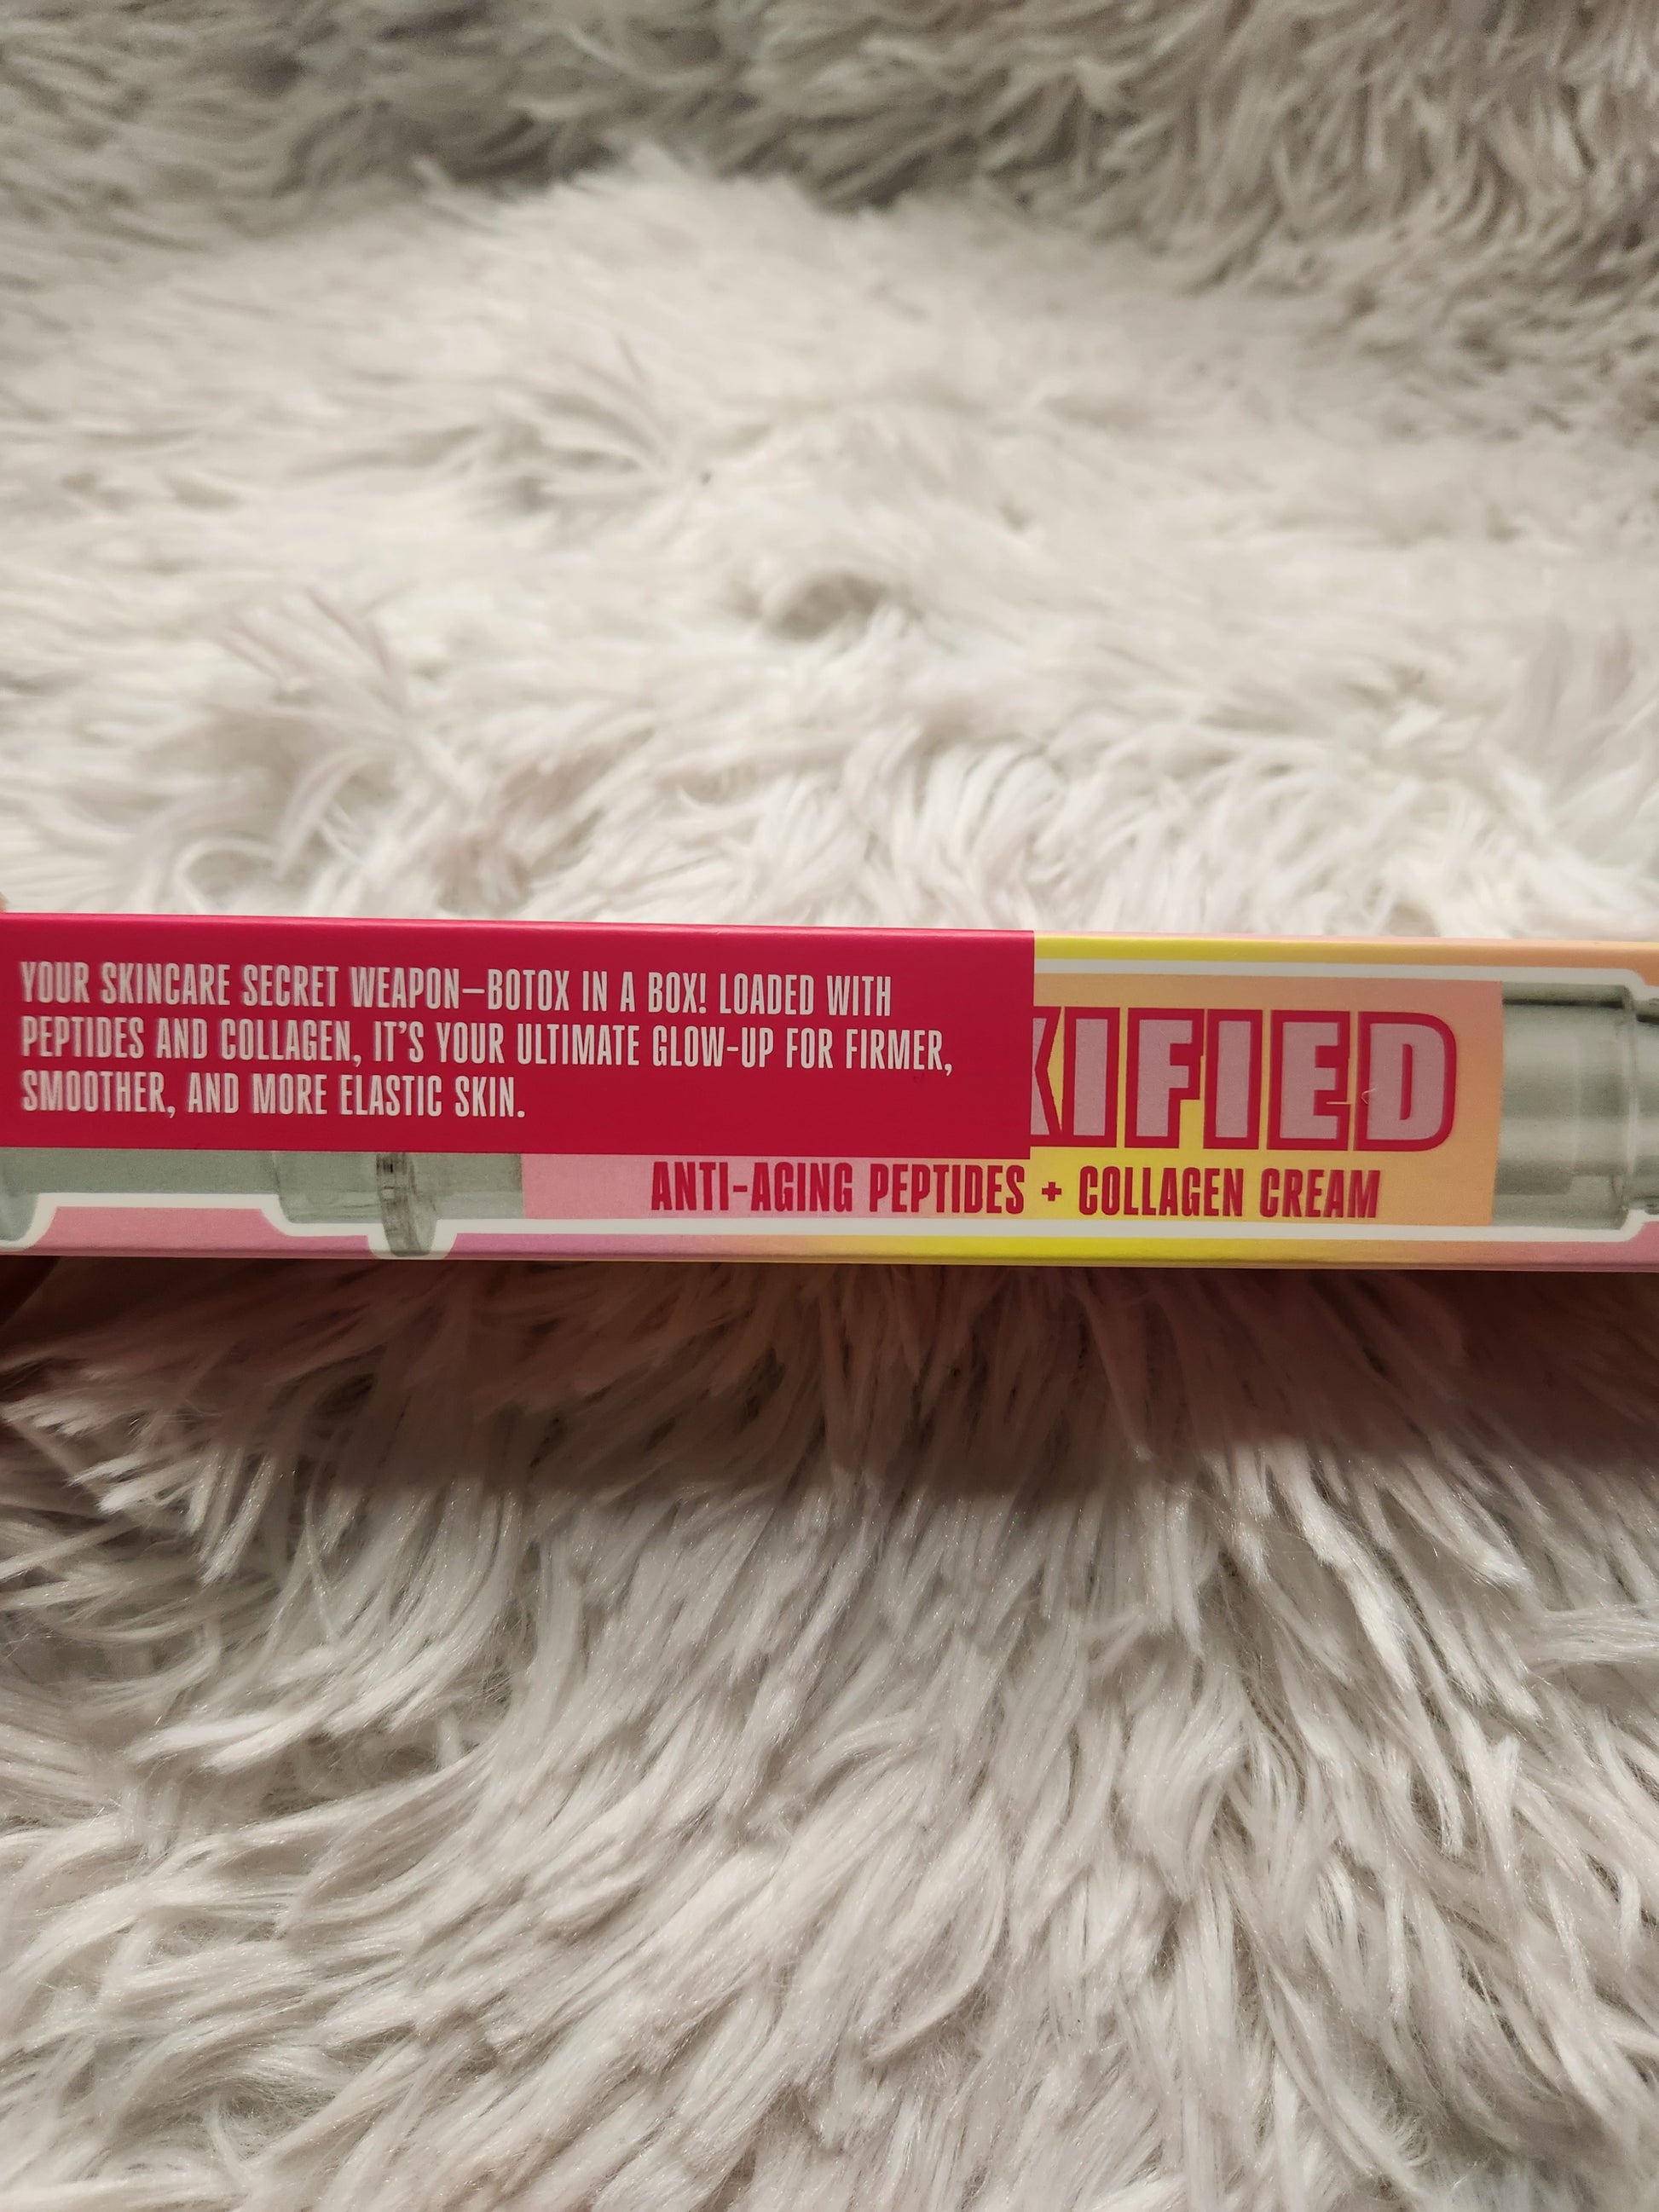 YOUR SKINCARE SECRET WEAPON—BOTOX IN A BOX! LOADED WITH
PEPTIDES AND COLLAGEN, IT'S YOUR ULTIMATE GLOW-UP FOR FIRMER,
SMOOTHER, AND MORE ELASTIC SKIN.
XIFIED
ANTI-AGING PEPTIDES + COLLAGEN CREAM